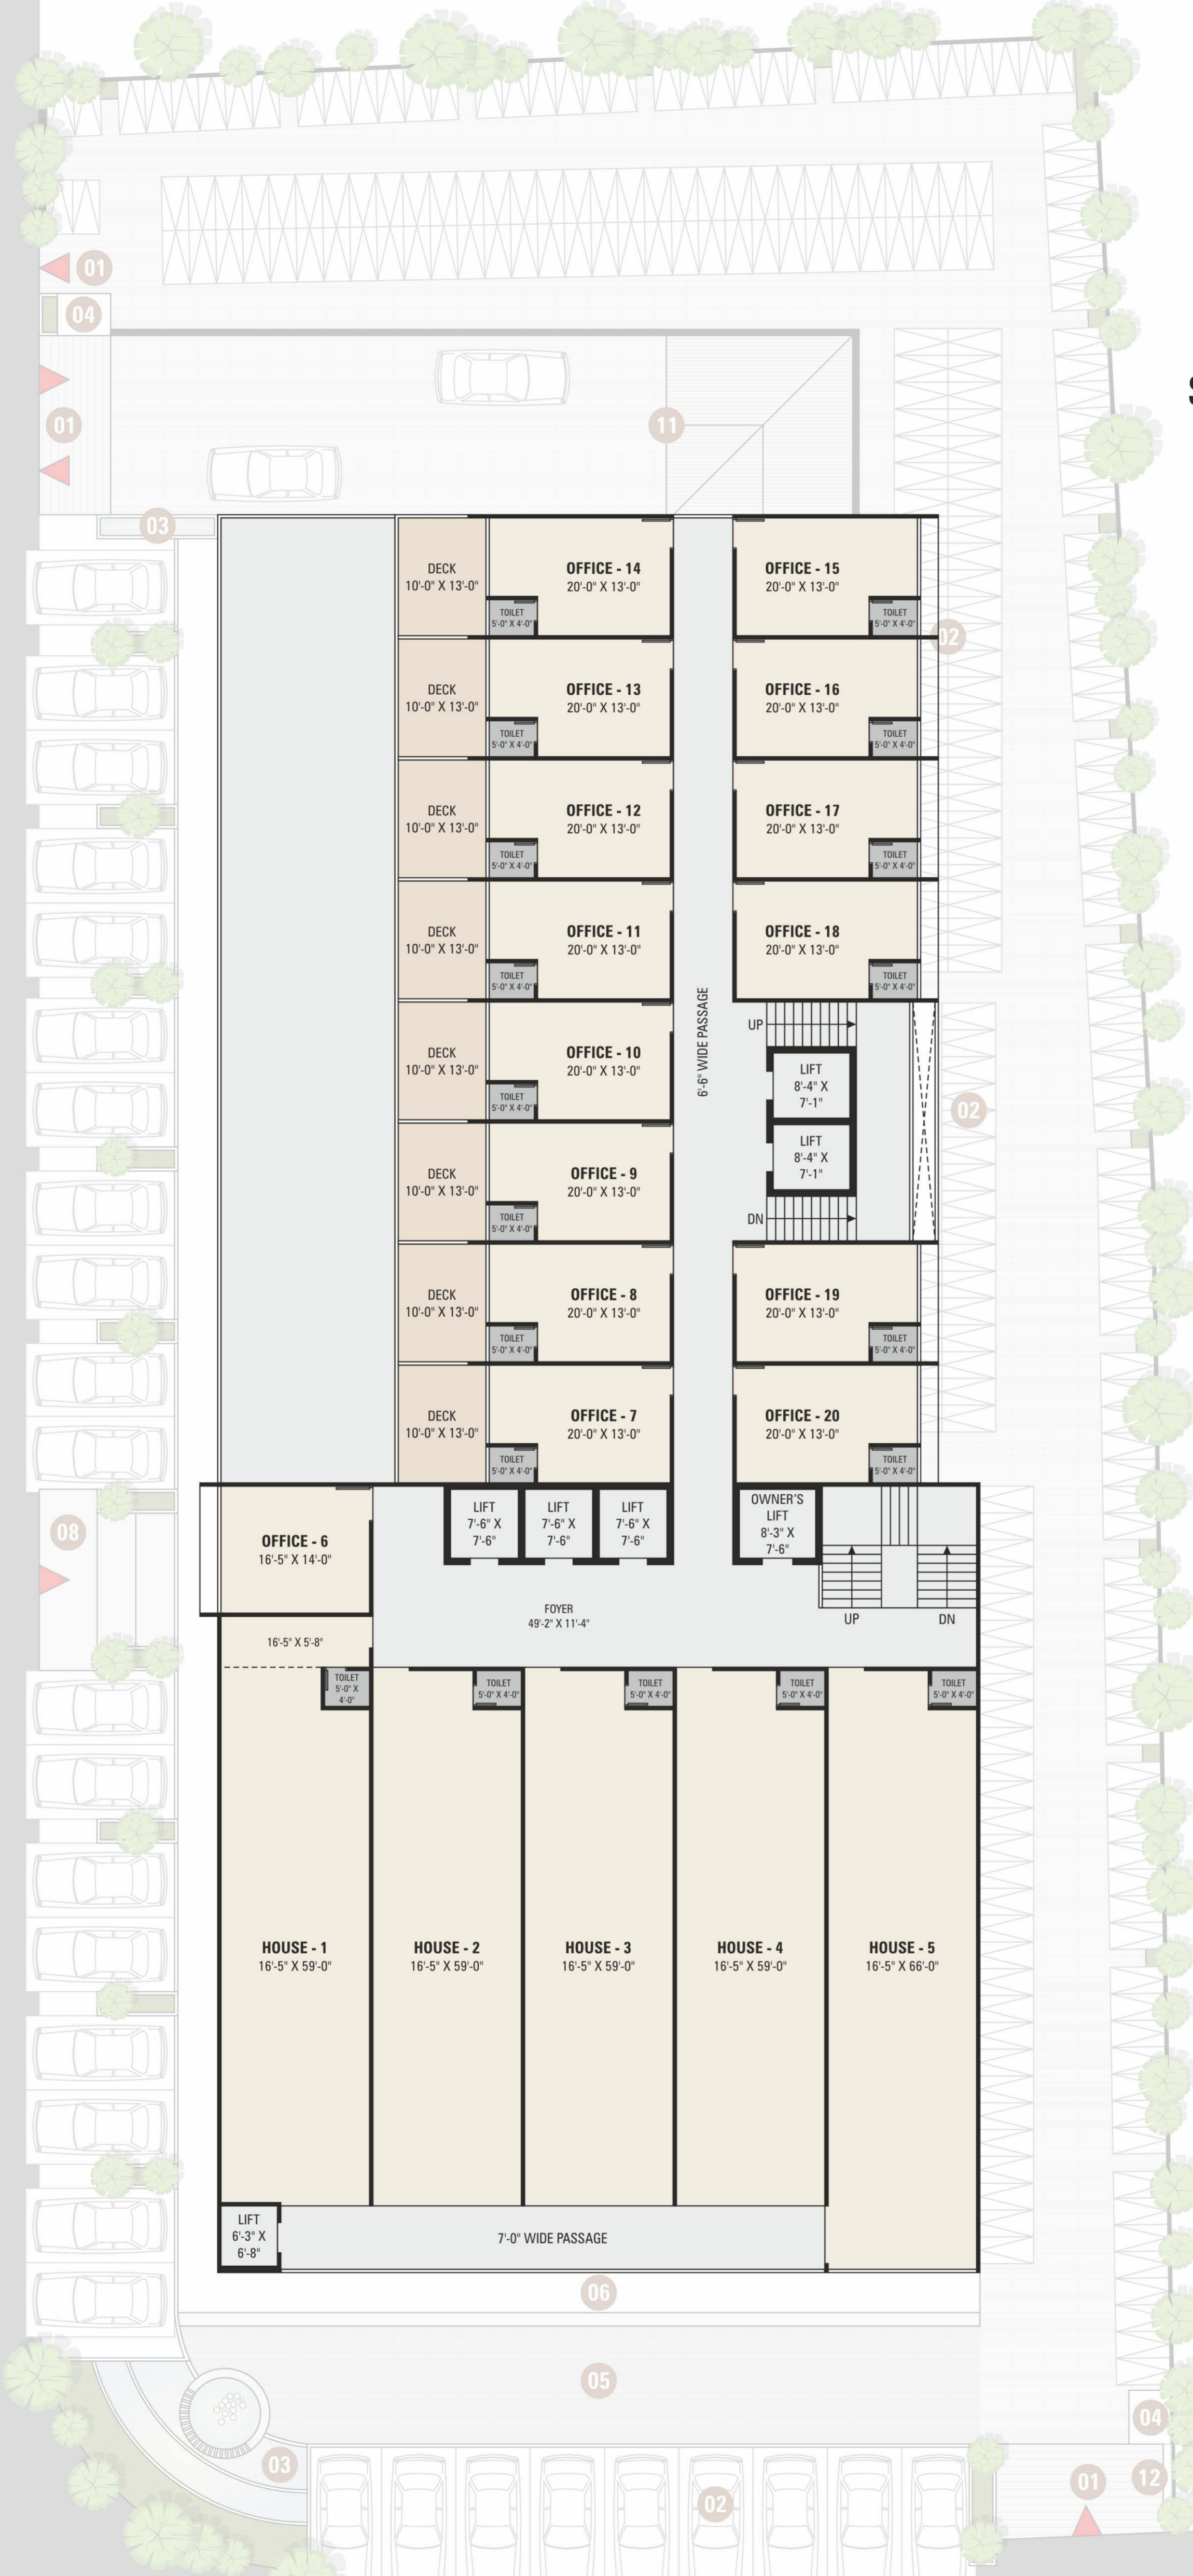 01
04
01
11
03
DECK
10'-0" X 13'-0"
OFFICE - 14
20'-0" X 13'-0"
TOILET
5'-0" X 4'-0"
OFFICE - 15
20'-0" X 13'-0"
TOILET
5'-0" X 4'-0"
02
DECK
10'-0" X 13'-0"
OFFICE - 13
20'-0" X 13'-0"
TOILET
5'-0" X 4'-0"
OFFICE - 16
20'-0" X 13'-0"
TOILET
5'-0" X 4'-0"
DECK
10'-0" X 13'-0"
OFFICE - 12
20'-0" X 13'-0"
TOILET
5'-0" X 4'-0"
OFFICE - 17
20'-0" X 13'-0"
TOILET
5'-0" X 4'-0"
DECK
10'-0" X 13'-0"
OFFICE - 11
20'-0" X 13'-0"
TOILET
5'-0" X 4'-0"
OFFICE - 18
20'-0" X 13'-0"
TOILET
5'-0" X 4'-0"
6'-6" WIDE PASSAGE
DECK
10'-0" X 13'-0"
OFFICE - 10
20'-0" X 13'-0"
TOILET
5'-0" X 4'-0"
UP
LIFT
8'-4" X
7'-1"
LIFT
8'-4" X
7'-1"
DN
02
DECK
10'-0" X 13'-0"
OFFICE - 9
20'-0" X 13'-0"
TOILET
5'-0" X 4'-0"
DECK
10'-0" X 13'-0"
OFFICE - 8
20'-0" X 13'-0"
TOILET
5'-0" X 4'-0"
OFFICE - 19
20'-0" X 13'-0"
TOILET
5'-0" X 4'-0"
DECK
10'-0" X 13'-0"
OFFICE - 7
20'-0" X 13'-0"
TOILET
5'-0" X 4'-0"
OFFICE - 20
20'-0" X 13'-0"
TOILET
5'-0" X 4'-0"
08
OFFICE - 6
16'-5" X 14'-0"
LIFT
7'-6" X
7'-6"
LIFT
7'-6" X
7'-6"
LIFT
7'-6" X
7'-6"
OWNER'S
LIFT
8'-3" X
7'-6"
UP
DN
FOYER
49'-2" X 11'-4"
16'-5" X 5'-8"
TOILET
5'-0" X
4'-0"
TOILET
5'-0" X 4'-0"
TOILET
5'-0" X 4'-0"
TOILET
5'-0" X 4'-0"
TOILET
5'-0" X 4'-0"
HOUSE - 1
16'-5" X 59'-0"
HOUSE - 2
16'-5" X 59'-0"
HOUSE - 3
16'-5" X 59'-0"
HOUSE - 4
16'-5" X 59'-0"
HOUSE - 5
16'-5" X 66'-0"
LIFT
6'-3" X
6'-8"
7'-0" WIDE PASSAGE
06
05
04
03
02
01
12